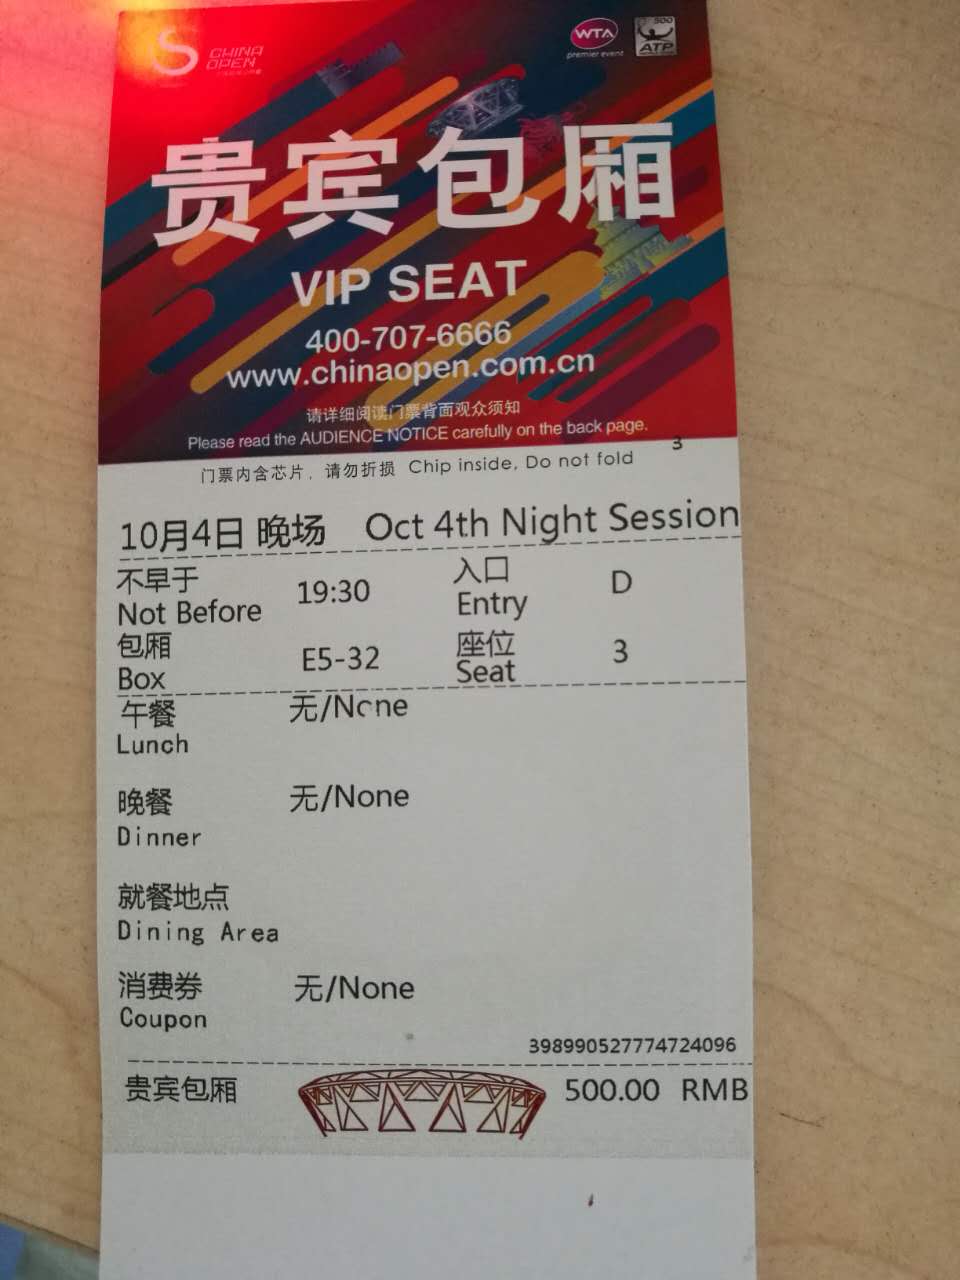 CHINA
OPEN
WTA
premier event
500
ATP
贵宾包厢
VIP SEAT
400-707-6666
www.chinaopen.com.cn
请详细阅读门票背面观众须知
Please read the AUDIENCE NOTICE carefully on the back page.
3
门票内含芯片，请勿折损 Chip inside, Do not fold
10月4日 晚场 Oct 4th Night Session
不早于 19:30 入口 D
Not Before Entry
包厢 E5-32 座位 3
Box Seat
午餐 无/None
Lunch
晚餐 无/None
Dinner
就餐地点
Dining Area
消费券 无/None
Coupon
398990527774724096
贵宾包厢 500.00 RMB